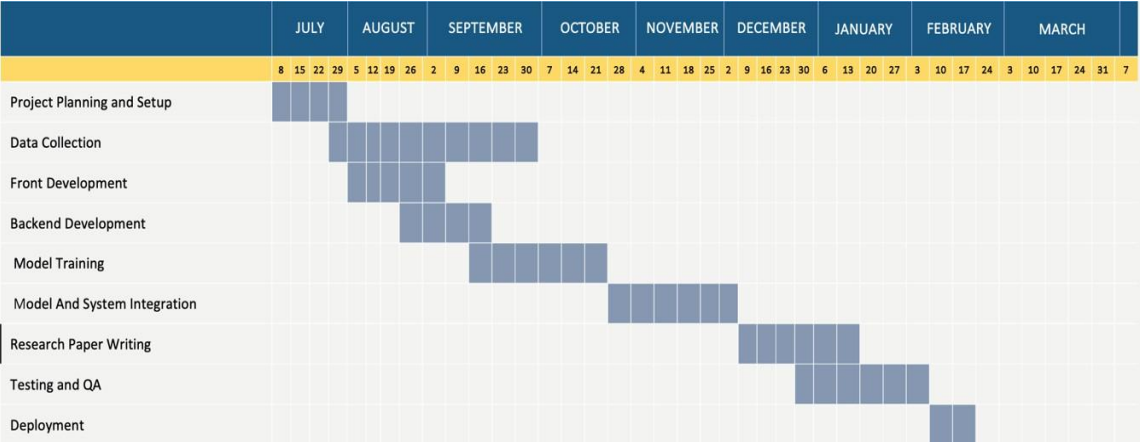 JULY AUGUST SEPTEMBER OCTOBER NOVEMBER DECEMBER JANUARY FEBRUARY MARCH
8 15 22 29 5 12 19 26 2 9 16 23 30 7 14 21 28 4 11 18 25 2 9 16 23 30 6 13 20 27 3 10 17 24 3 10 17 24 31 7
Project Planning and Setup
Data Collection
Front Development
Backend Development
Model Training
Model And System Integration
Research Paper Writing
Testing and QA
Deployment